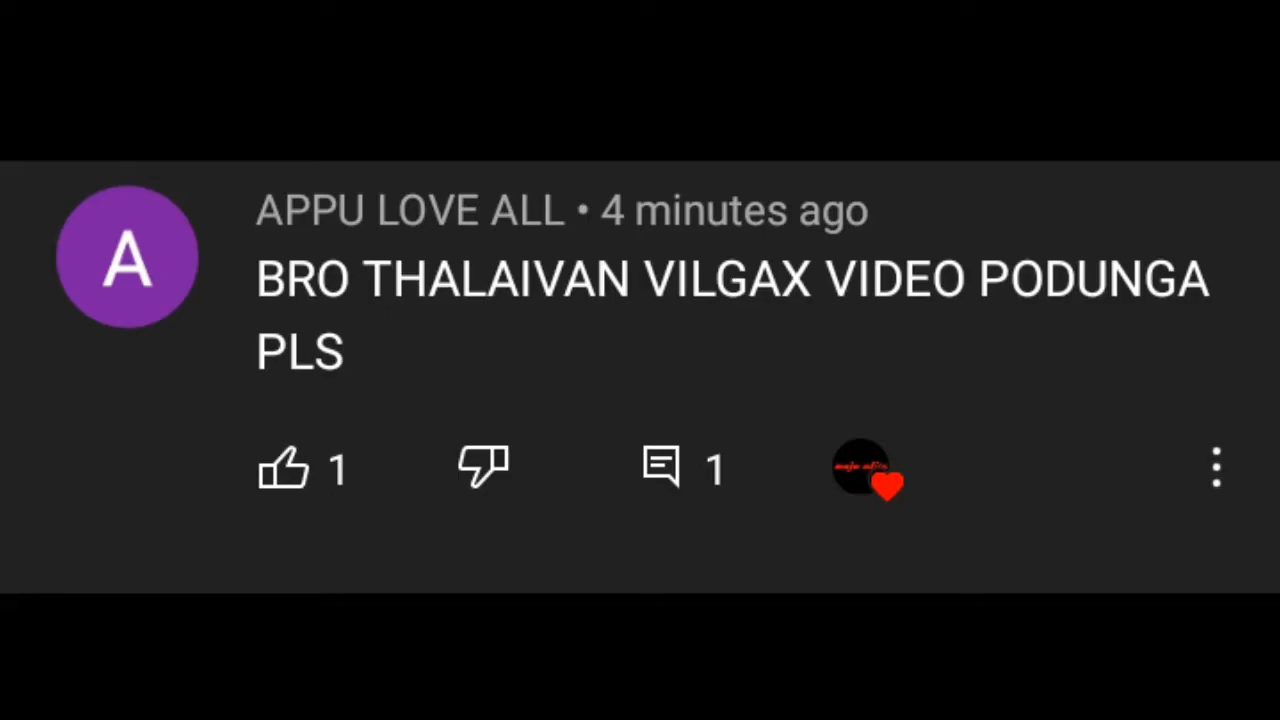 A
APPU LOVE ALL • 4 minutes ago
BRO THALAIVAN VILGAX VIDEO PODUNGA
PLS
1
1